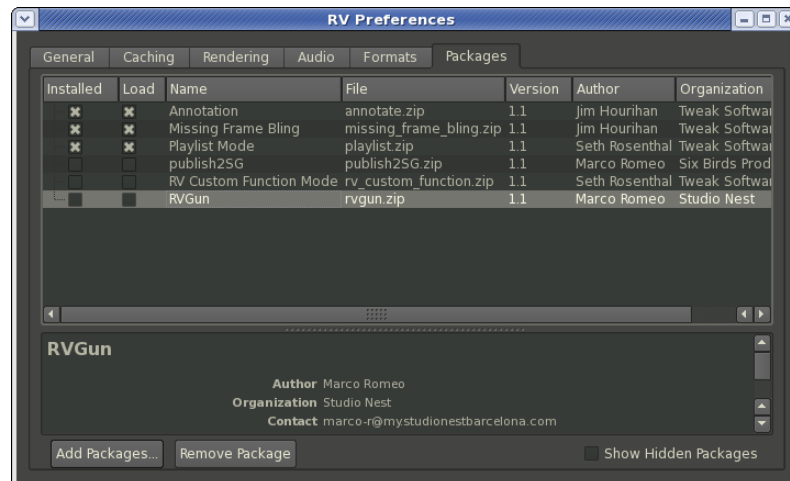 RV Preferences
General Caching Rendering Audio Formats Packages
Installed Load Name File Version Author Organization
Annotation annotate.zip 1.1 Jim Hourihan Tweak Softwar
Missing Frame Bling missing_frame_bling.zip 1.1 Jim Hourihan Tweak Softwar
Playlist Mode playlist.zip 1.1 Seth Rosenthal Tweak Softwar
publish2SG publish2SG.zip 1.1 Marco Romeo Six Birds Prod
RV Custom Function Mode rv_custom_function.zip 1.1 Seth Rosenthal Tweak Softwar
RVGun rvgun.zip 1.1 Marco Romeo Studio Nest
RVGun
Author Marco Romeo
Organization Studio Nest
Contact marco-r@mystudionestbarcelona.com
Add Packages... Remove Package Show Hidden Packages